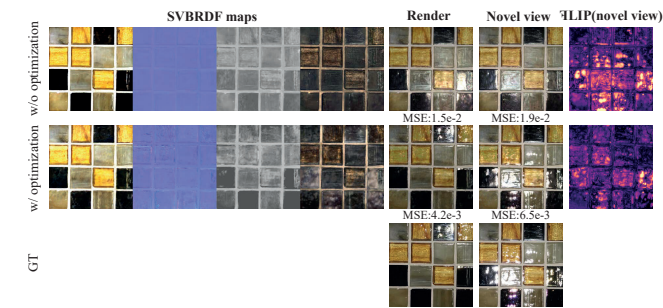 SVBRDF maps Render Novel view ꟻLIP(novel view)
w/o optimization
MSE:1.5e-2 MSE:1.9e-2
w/ optimization
MSE:4.2e-3 MSE:6.5e-3
GT